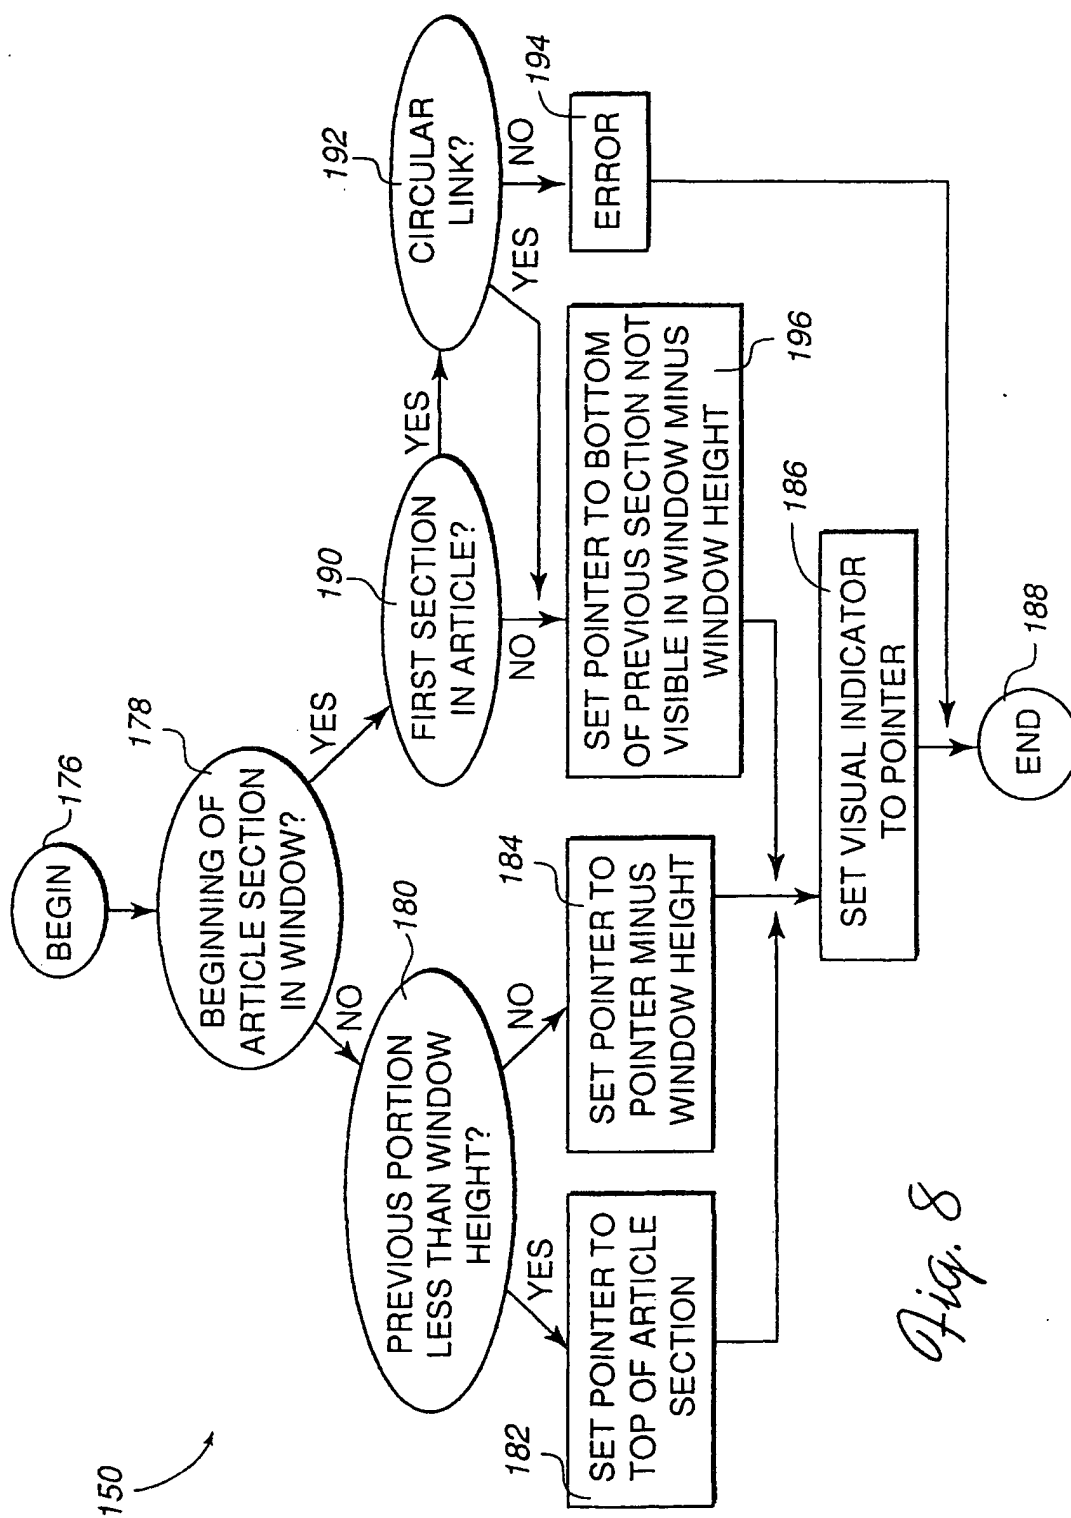 150
BEGIN
176
BEGINNING OF
ARTICLE SECTION
IN WINDOW?
178
NO
YES
PREVIOUS PORTION
LESS THAN WINDOW
HEIGHT?
180
YES
NO
FIRST SECTION
IN ARTICLE?
190
YES
NO
CIRCULAR
LINK?
192
YES
NO
SET POINTER TO
TOP OF ARTICLE
SECTION
182
SET POINTER TO
POINTER MINUS
WINDOW HEIGHT
184
SET POINTER TO BOTTOM
OF PREVIOUS SECTION NOT
VISIBLE IN WINDOW MINUS
WINDOW HEIGHT
196
ERROR
194
SET VISUAL INDICATOR
TO POINTER
186
END
188
Fig. 8